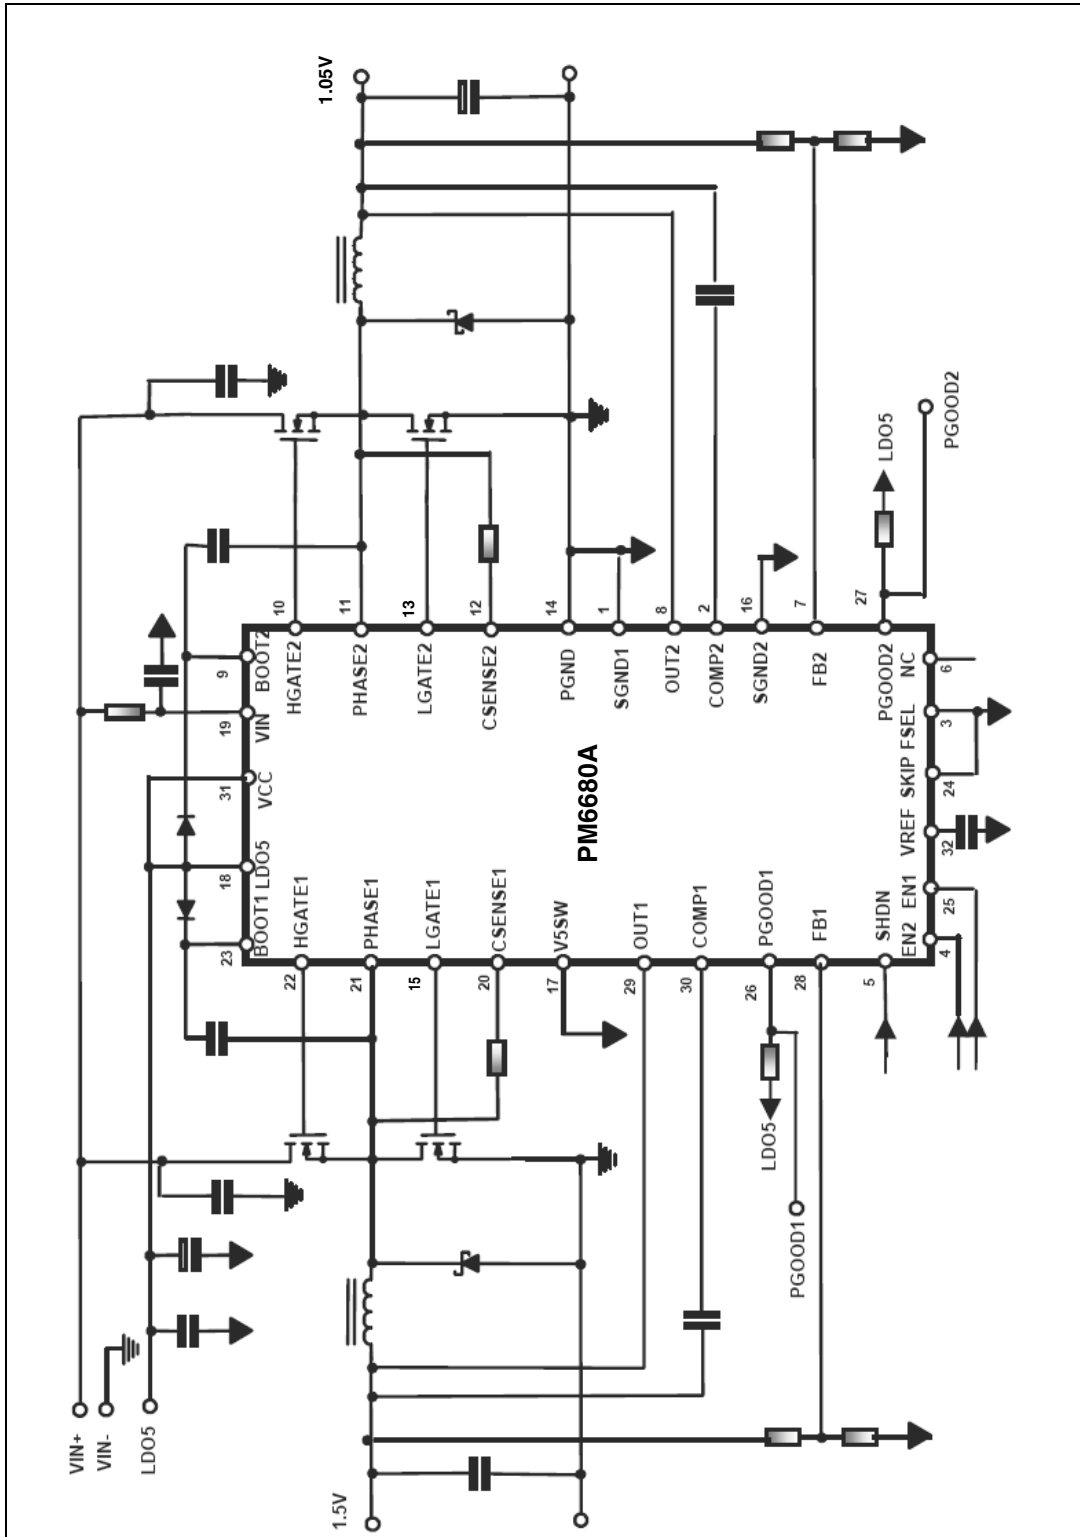 1.05V
PGOOD2
LDO5
10
11
13
12
14
1
8
2
16
7
27
HGATE2
PHASE2
LGATE2
CSENSE2
PGND
SGND1
OUT2
COMP2
SGND2
FB2
PGOOD2
9
BOOT2
19
VIN
31
VCC
18
LDO5
23
BOOT1
NC
6
FSEL
3
SKIP
24
VREF
32
EN1
25
EN2
4
PM6680A
HGATE1
PHASE1
LGATE1
CSENSE1
V5SW
OUT1
COMP1
PGOOD1
FB1
SHDN
22
21
15
20
17
29
30
26
28
5
LDO5
PGOOD1
VIN+
VIN-
LDO5
1.5V